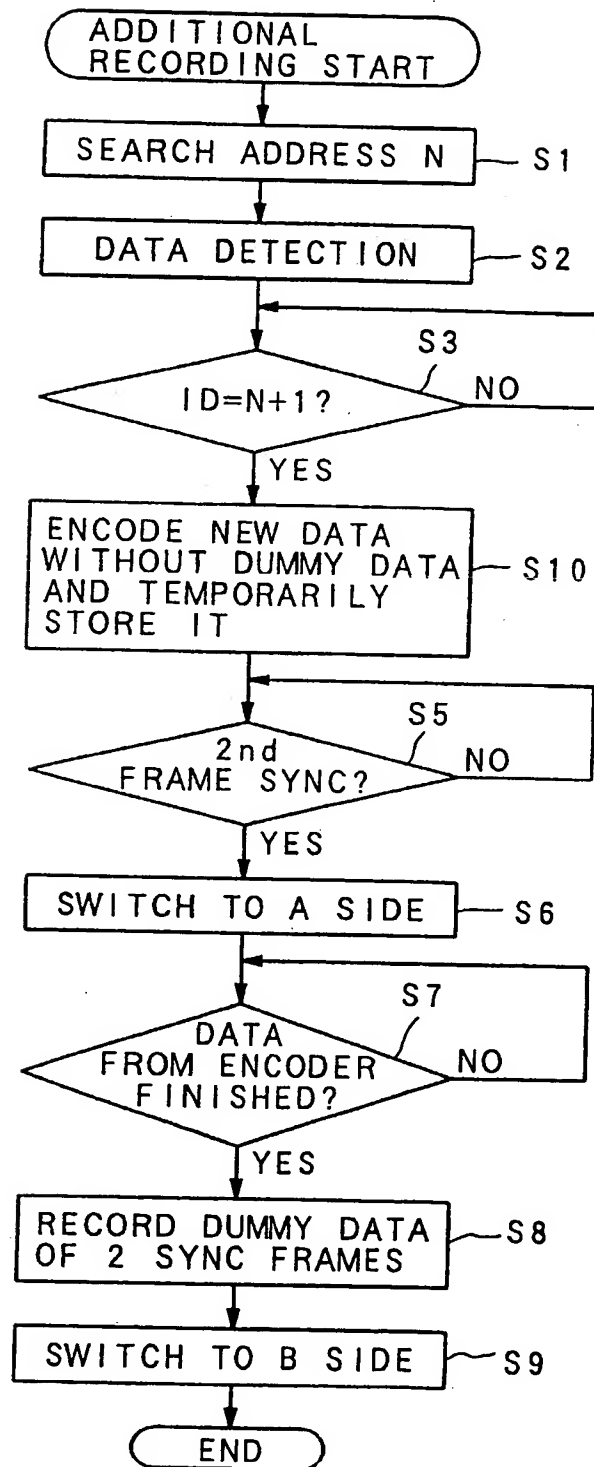 ADDITIONAL
RECORDING START
SEARCH ADDRESS N
S1
DATA DETECTION
S2
S3
ID=N+1?
NO
YES
ENCODE NEW DATA
WITHOUT DUMMY DATA
AND TEMPORARILY
STORE IT
S10
S5
2nd
FRAME SYNC?
NO
YES
SWITCH TO A SIDE
S6
S7
DATA
FROM ENCODER
FINISHED?
NO
YES
RECORD DUMMY DATA
OF 2 SYNC FRAMES
S8
SWITCH TO B SIDE
S9
END